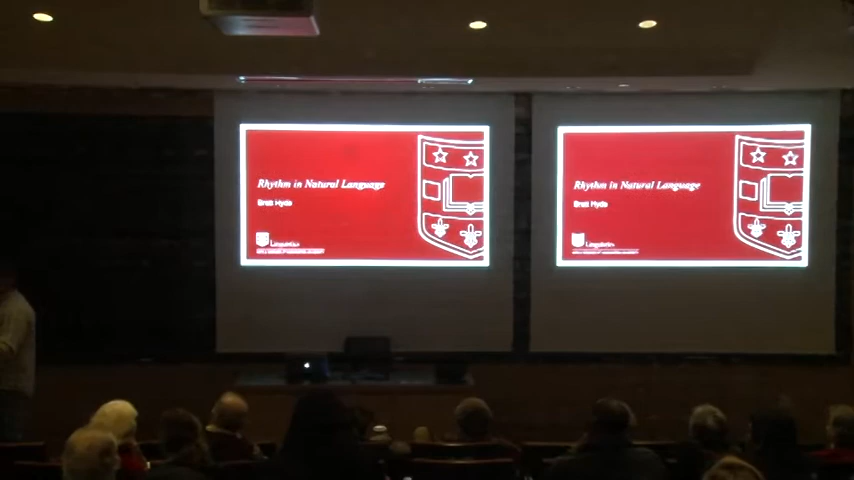 Rhythm in Natural Language
Brett Hyde
Linguistics
Rhythm in Natural Language
Brett Hyde
Linguistics